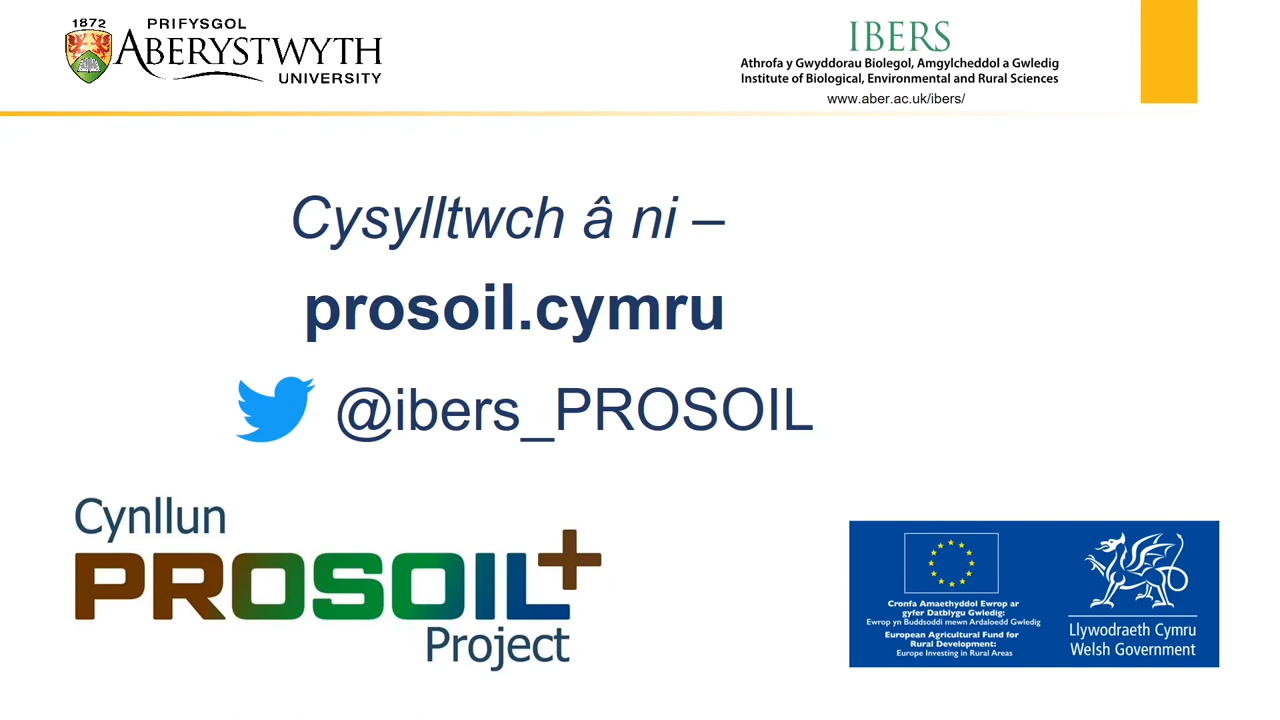 1872 PRIFYSGOL
ABERYSTWYTH
UNIVERSITY
IBERS
Athrofa y Gwyddorau Biolegol, Amgylcheddol a Gwledig
Institute of Biological, Environmental and Rural Sciences
www.aber.ac.uk/ibers/
Cysylltwch â ni –
prosoil.cymru
@ibers_PROSOIL
Cynllun
PROSOIL+
Project
Cronfa Amaethyddol Ewrop ar
gyfer Datblygu Gwledig:
Ewrop yn Buddsoddi mewn Ardaloedd Gwledig
European Agricultural Fund for
Rural Development:
Europe Investing in Rural Areas
Llywodraeth Cymru
Welsh Government